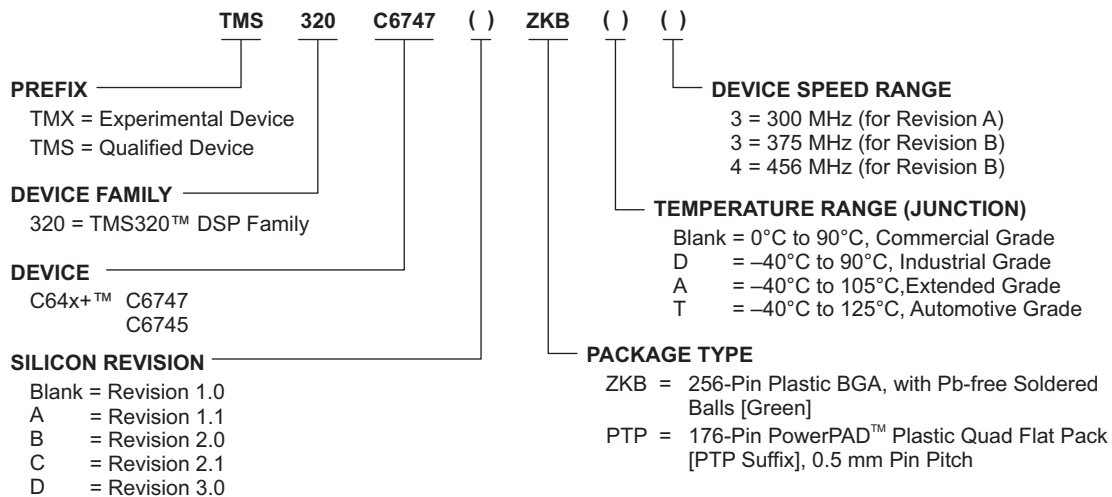 TMS 320 C6747 ( ) ZKB ( ) ( )
PREFIX
TMX = Experimental Device
TMS = Qualified Device
DEVICE FAMILY
320 = TMS320™ DSP Family
DEVICE
C64x+™ C6747
C6745
SILICON REVISION
Blank = Revision 1.0
A = Revision 1.1
B = Revision 2.0
C = Revision 2.1
D = Revision 3.0
DEVICE SPEED RANGE
3 = 300 MHz (for Revision A)
3 = 375 MHz (for Revision B)
4 = 456 MHz (for Revision B)
TEMPERATURE RANGE (JUNCTION)
Blank = 0°C to 90°C, Commercial Grade
D = –40°C to 90°C, Industrial Grade
A = –40°C to 105°C,Extended Grade
T = –40°C to 125°C, Automotive Grade
PACKAGE TYPE
ZKB = 256-Pin Plastic BGA, with Pb-free Soldered
Balls [Green]
PTP = 176-Pin PowerPAD™ Plastic Quad Flat Pack
[PTP Suffix], 0.5 mm Pin Pitch